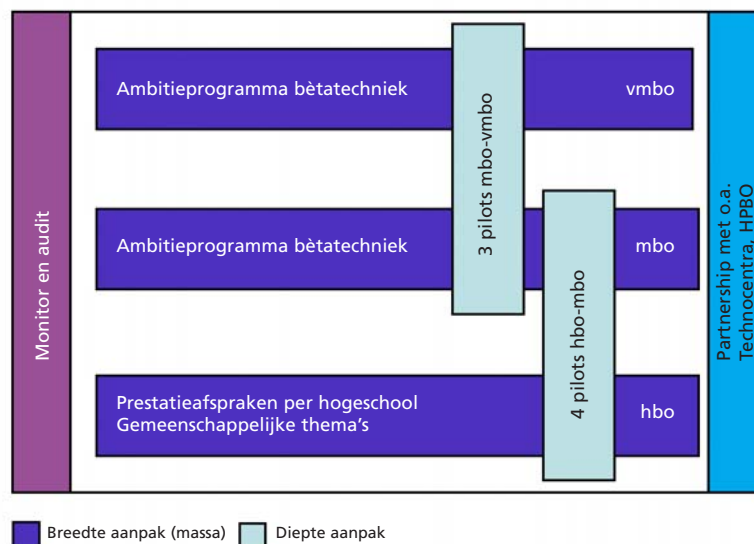 Monitor en audit
Ambitieprogramma bètatechniek
vmbo
3 pilots mbo-vmbo
Ambitieprogramma bètatechniek
mbo
4 pilots hbo-mbo
Prestatieafspraken per hogeschool
Gemeenschappelijke thema's
hbo
Partnership met o.a.
Technocentra, HPBO
Breedte aanpak (massa)
Diepte aanpak